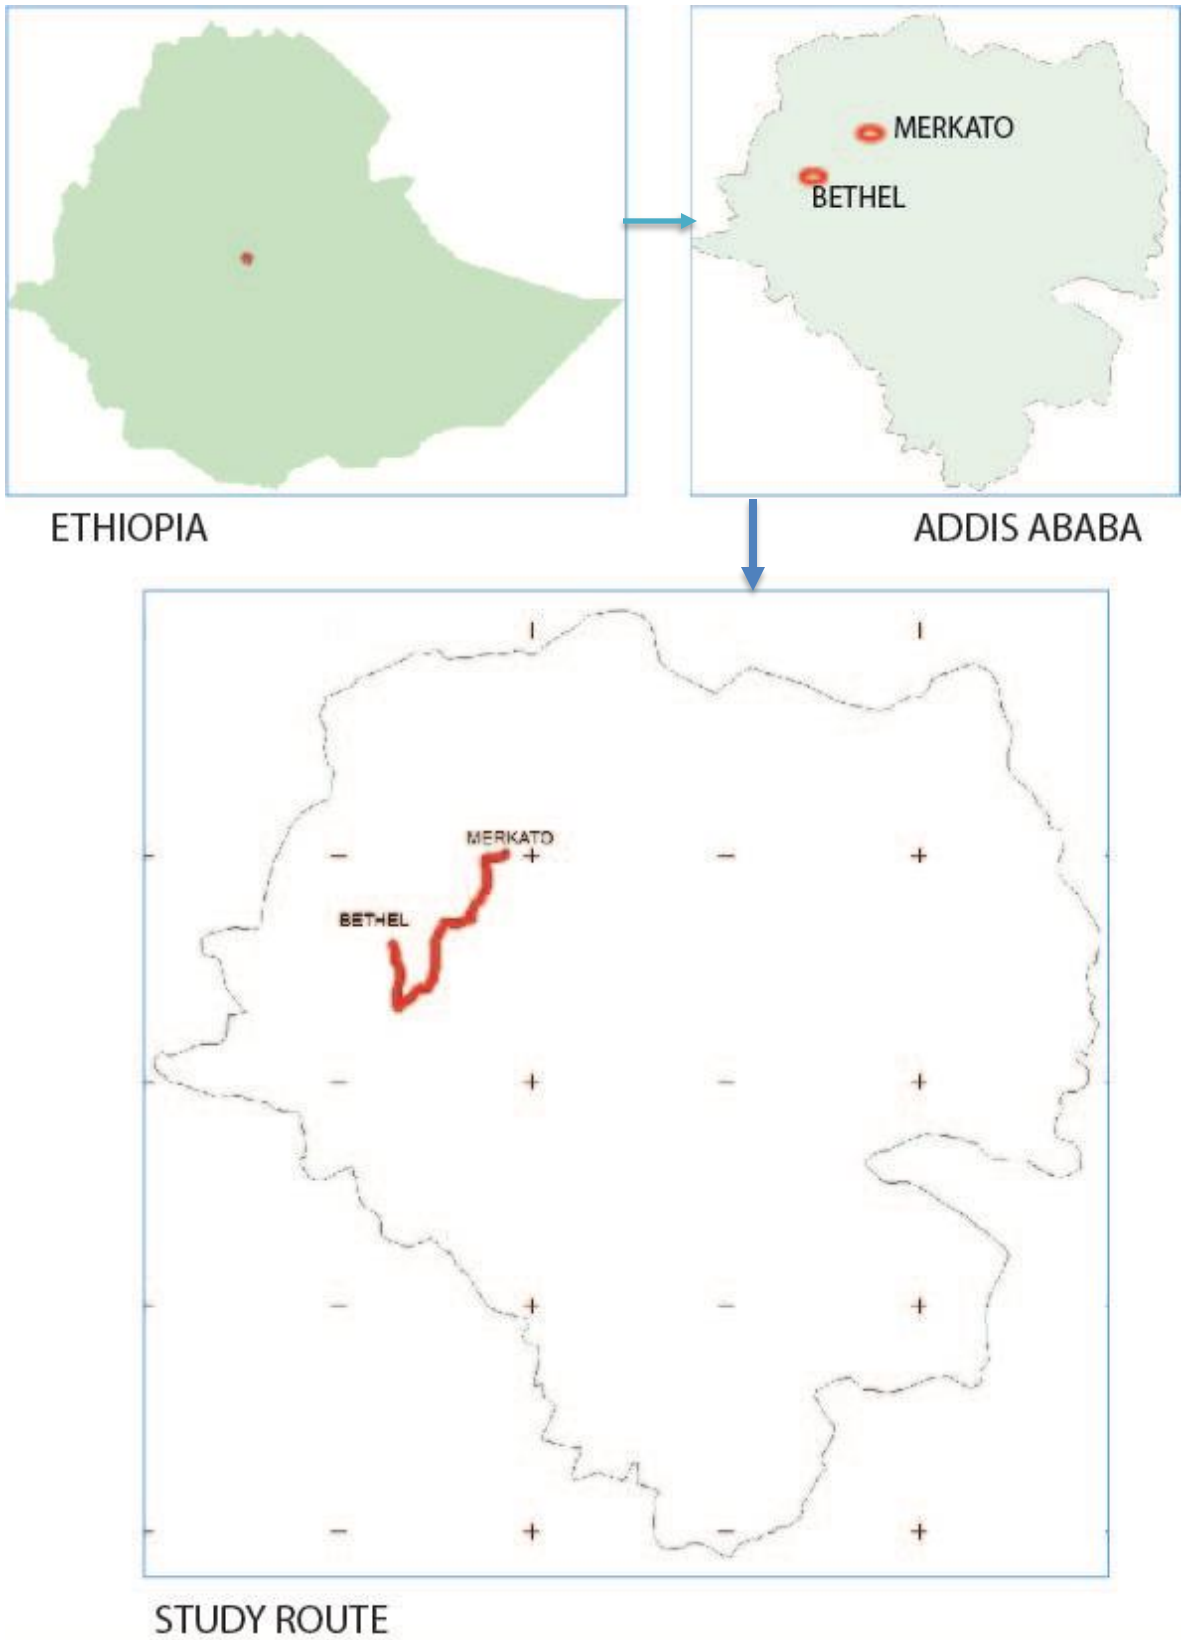 MERKATO
BETHEL
ETHIOPIA
ADDIS ABABA
MERKATO
BETHEL
STUDY ROUTE